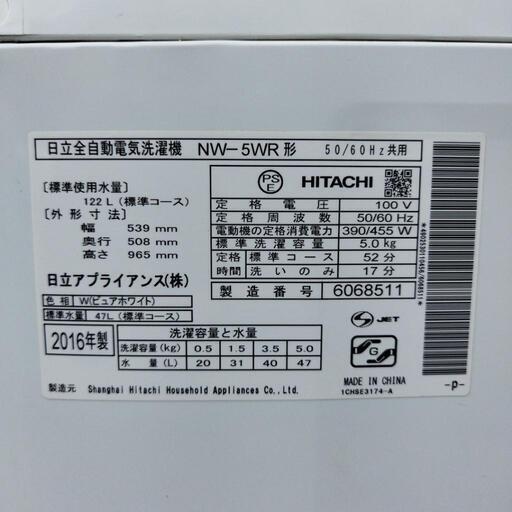 日立全自動電気洗濯機 NW-5WR形 50/60Hz共用
[標準使用水量]
122L(標準コース)
[外形寸法]
幅 539 mm
奥行 508 mm
高さ 965 mm
日立アプライアンス(株)
色相 W(ピュアホワイト)
標準水量 47L(標準コース)
PSE HITACHI
定格電圧 100 V
定格周波数 50/60 Hz
電動機の定格消費電力 390/455 W
定格洗濯容量 5.0 kg
定格 標準コース 52分
時間 洗いのみ 17分
製造番号 6068511
2016年製
洗濯容量と水量
洗濯容量(kg) 0.5 1.5 3.5 5.0
水量(L) 20 31 40 47
S JET
G
MADE IN CHINA
1CHSE3174-A
製造元 Shanghai Hitachi Household Appliances Co.,Ltd.
-p-